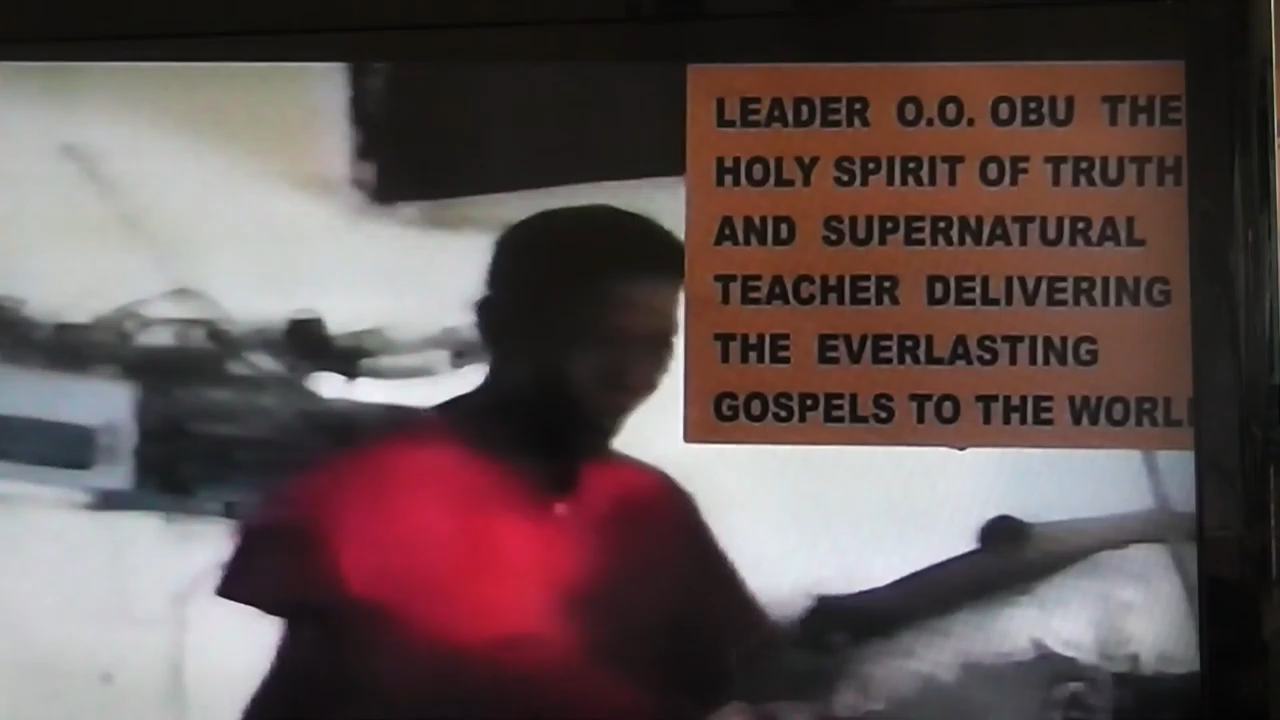 LEADER O.O. OBU THE
HOLY SPIRIT OF TRUTH
AND SUPERNATURAL
TEACHER DELIVERING
THE EVERLASTING
GOSPELS TO THE WORL